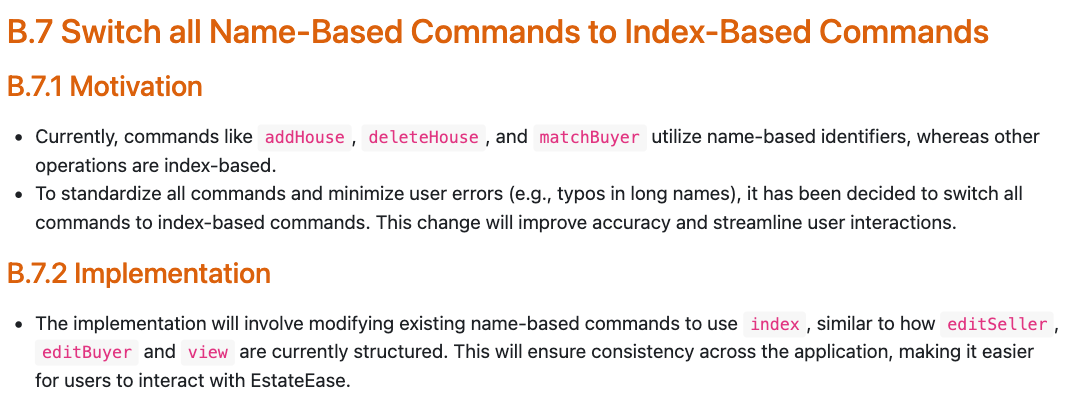 B.7 Switch all Name-Based Commands to Index-Based Commands
B.7.1 Motivation
• Currently, commands like addHouse, deleteHouse, and matchBuyer utilize name-based identifiers, whereas other
operations are index-based.
• To standardize all commands and minimize user errors (e.g., typos in long names), it has been decided to switch all
commands to index-based commands. This change will improve accuracy and streamline user interactions.
B.7.2 Implementation
• The implementation will involve modifying existing name-based commands to use index, similar to how editSeller,
editBuyer and view are currently structured. This will ensure consistency across the application, making it easier
for users to interact with EstateEase.